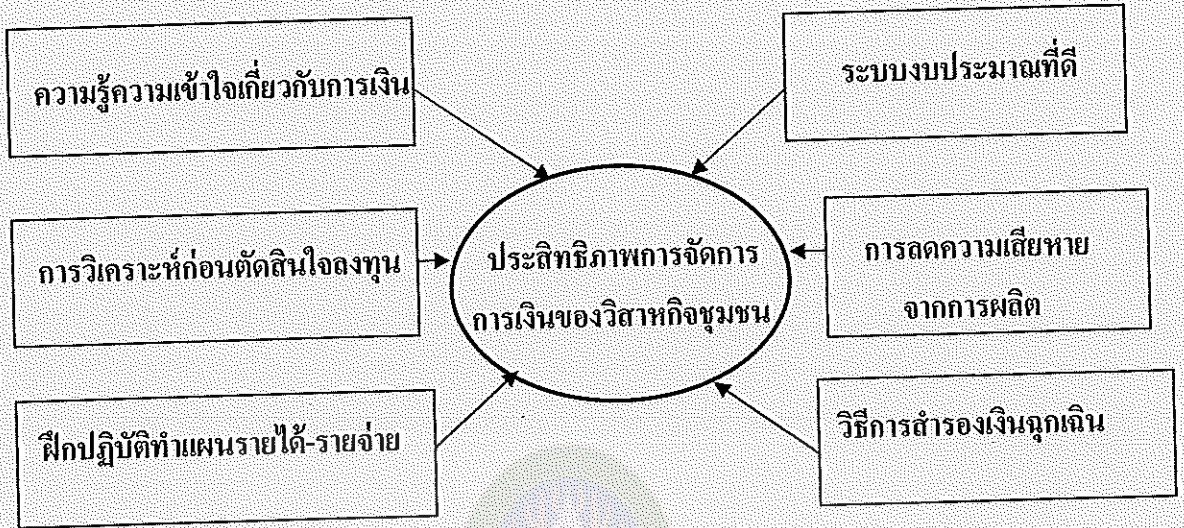 ความรู้ความเข้าใจเกี่ยวกับการเงิน
ระบบงบประมาณที่ดี
การวิเคราะห์ก่อนตัดสินใจลงทุน
ประสิทธิภาพการจัดการ
การเงินของวิสาหกิจชุมชน
การลดความเสียหาย
จากการผลิต
ฝึกปฏิบัติทำแผนรายได้-รายจ่าย
วิธีการสำรองเงินฉุกเฉิน